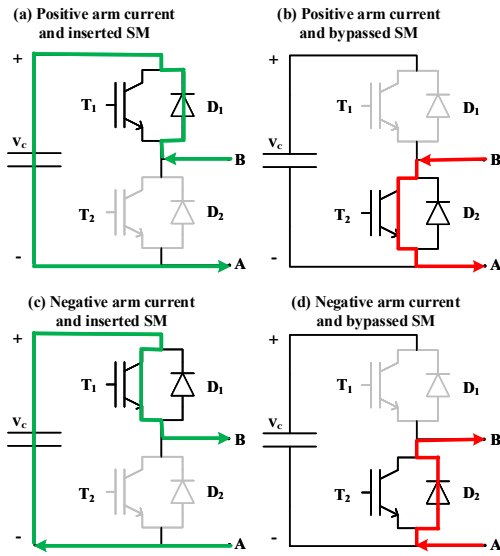 (a) Positive arm current
and inserted SM
+
T1
D1
vc
B
T2
D2
-
A
(b) Positive arm current
and bypassed SM
+
T1
D1
vc
B
T2
D2
-
A
(c) Negative arm current
and inserted SM
+
T1
D1
vc
B
T2
D2
-
A
(d) Negative arm current
and bypassed SM
+
T1
D1
vc
B
T2
D2
-
A